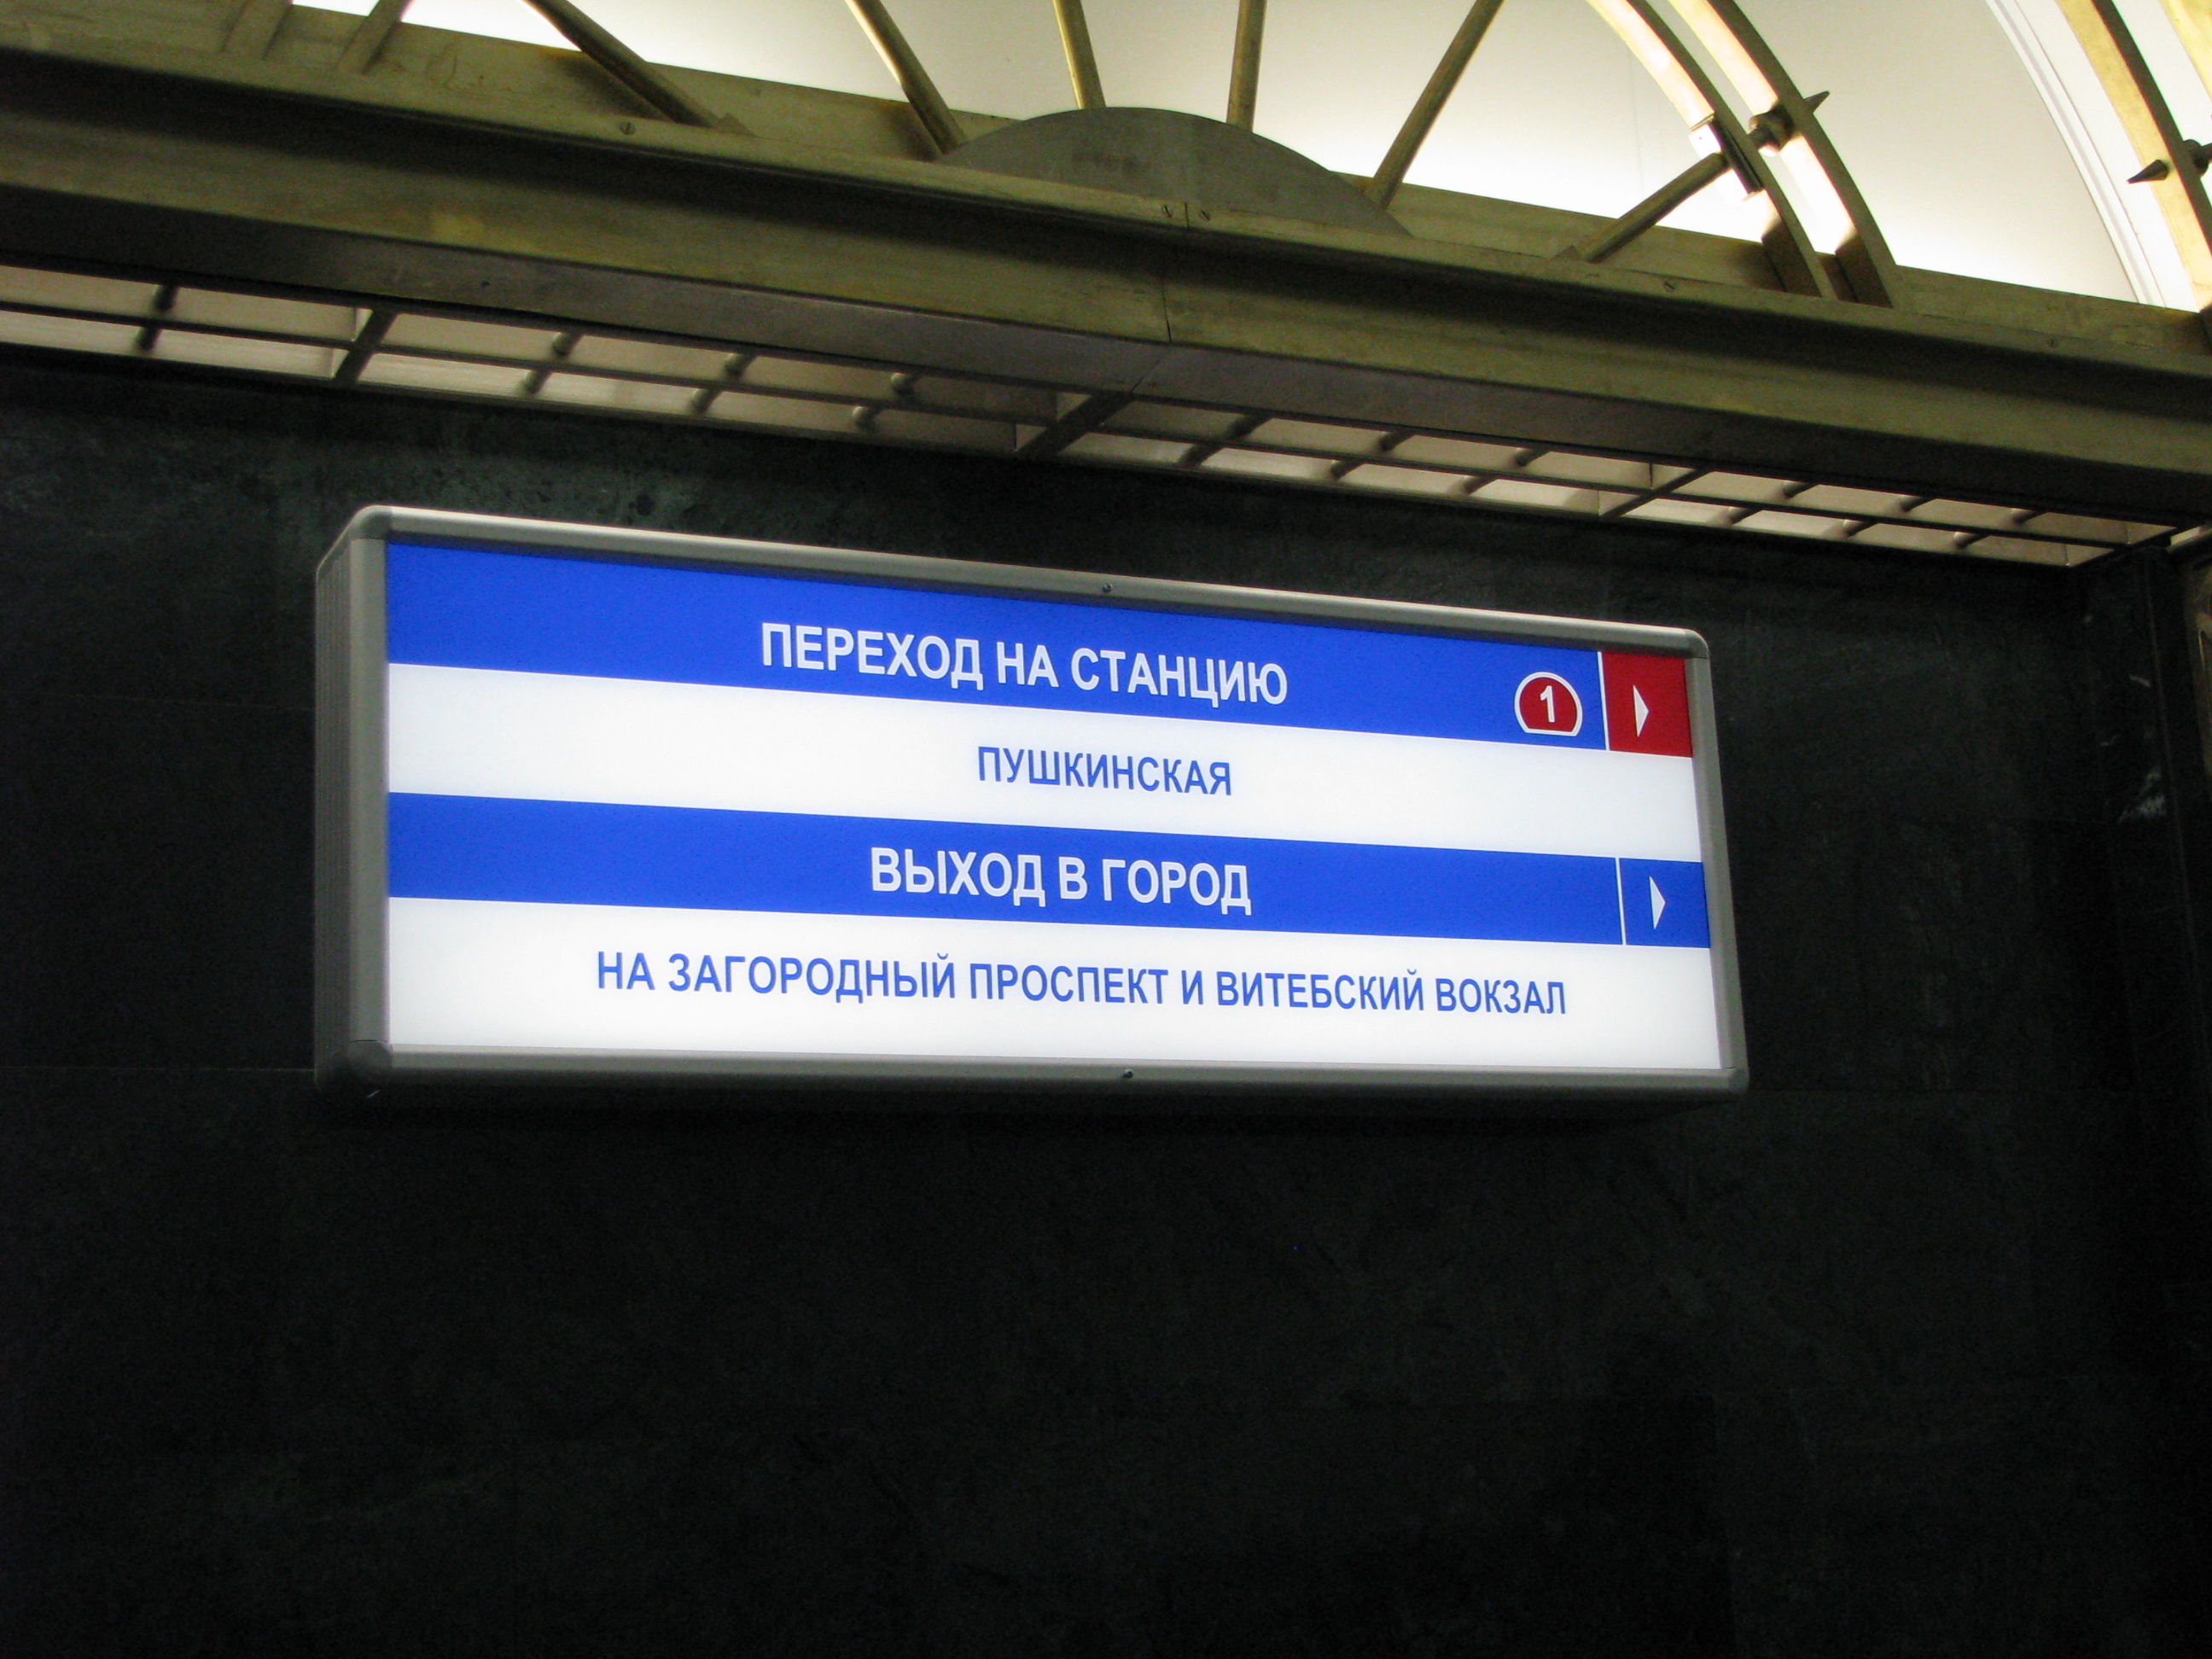 ПЕРЕХОД НА СТАНЦИЮ 1
ПУШКИНСКАЯ
ВЫХОД В ГОРОД
НА ЗАГОРОДНЫЙ ПРОСПЕКТ И ВИТЕБСКИЙ ВОКЗАЛ